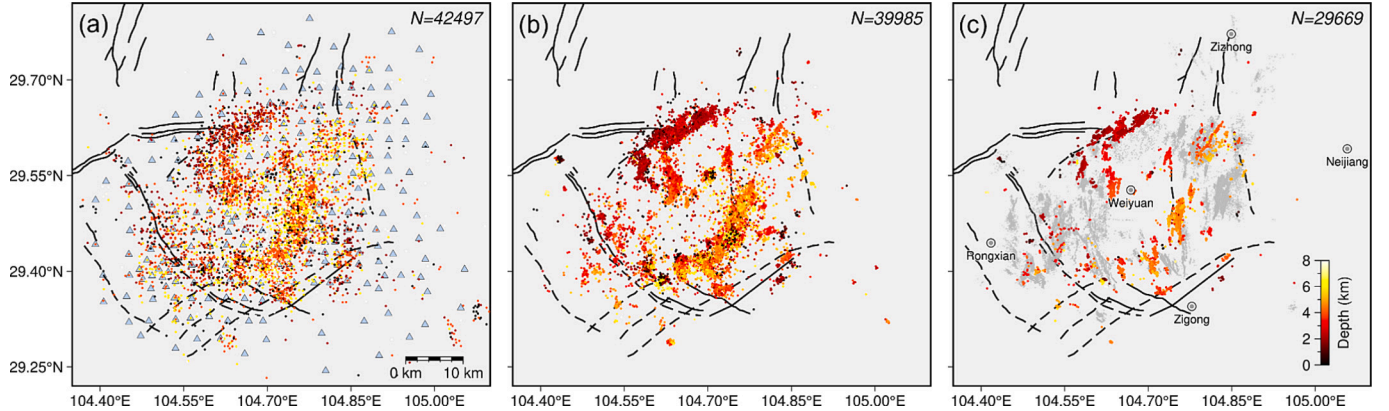 (a)
N=42497
(b)
N=39985
(c)
N=29669
29.70°N
29.55°N
29.40°N
29.25°N
0 km 10 km
Zizhong
Neijiang
Weiyuan
Rongxian
Zigong
8
6
4
2
0
Depth (km)
104.40°E 104.55°E 104.70°E 104.85°E 105.00°E
104.40°E 104.55°E 104.70°E 104.85°E 105.00°E
104.40°E 104.55°E 104.70°E 104.85°E 105.00°E